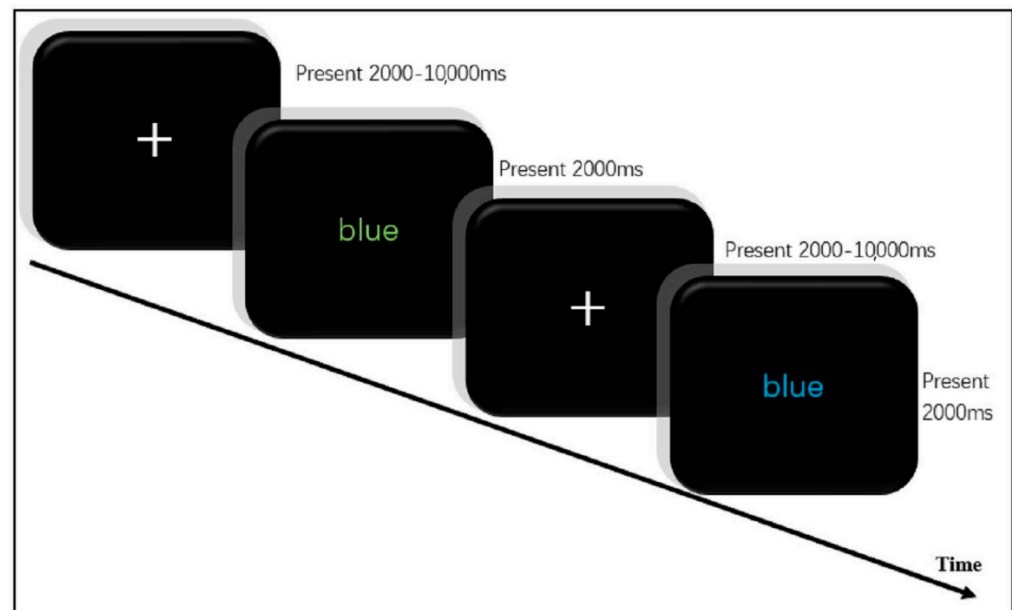 Present 2000-10,000ms
blue
Present 2000ms
Present 2000-10,000ms
blue
Present
2000ms
Time